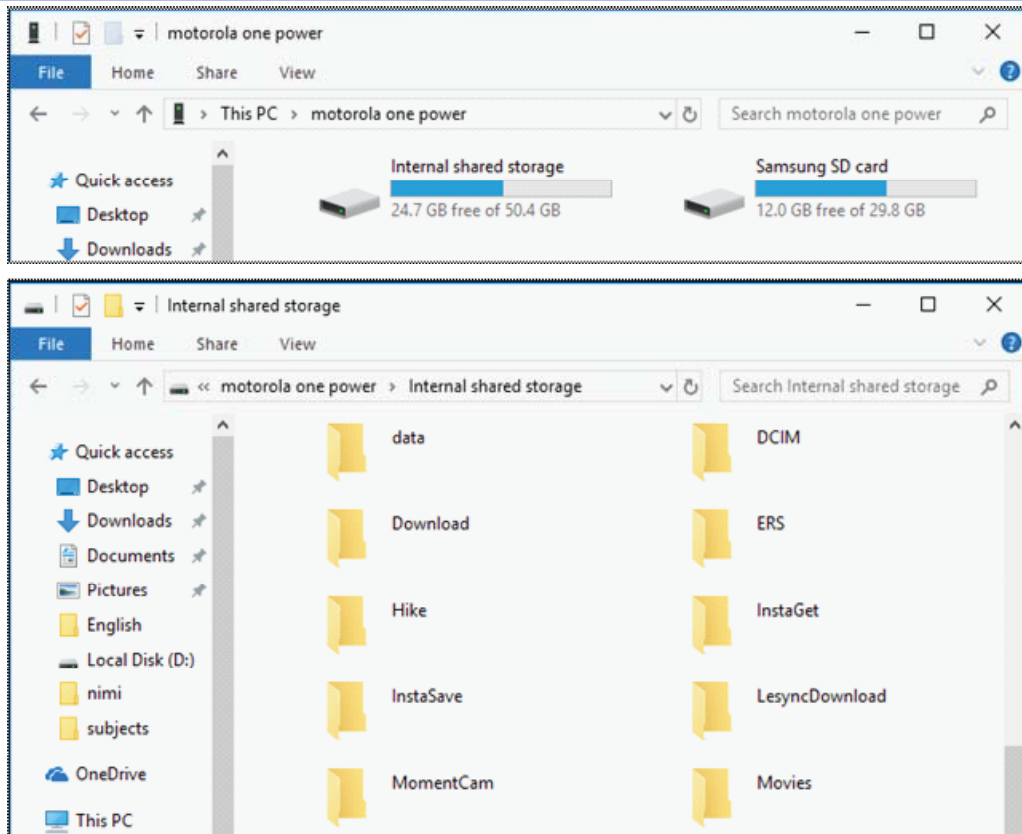 motorola one power
File Home Share View
This PC > motorola one power
Search motorola one power
Quick access
Desktop
Downloads
Internal shared storage
24.7 GB free of 50.4 GB
Samsung SD card
12.0 GB free of 29.8 GB
Internal shared storage
File Home Share View
« motorola one power > Internal shared storage
Search Internal shared storage
Quick access
Desktop
Downloads
Documents
Pictures
English
Local Disk (D:)
nimi
subjects
OneDrive
This PC
data
DCIM
Download
ERS
Hike
InstaGet
InstaSave
LesyncDownload
MomentCam
Movies